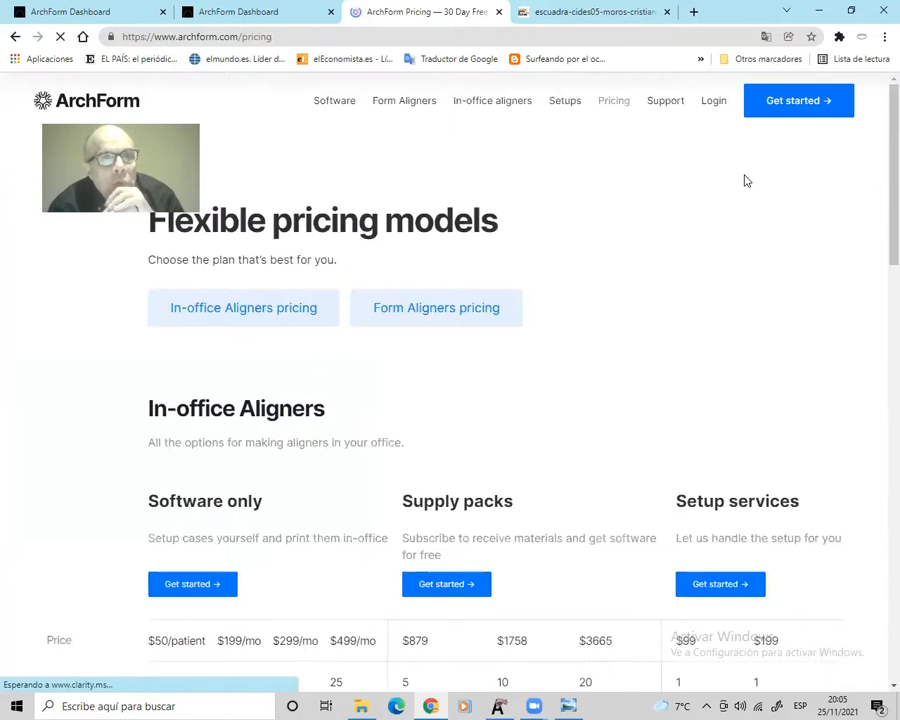 ArchForm Dashboard
ArchForm Dashboard
ArchForm Pricing — 30 Day Free
escuadra-cides05-moros-cristian
https://www.archform.com/pricing
Aplicaciones
EL PAÍS: el periódic...
elmundo.es. Líder d...
elEconomista.es - Lí...
Traductor de Google
Surfeando por el oc...
»
Otros marcadores
Lista de lectura
ArchForm
Software
Form Aligners
In-office aligners
Setups
Pricing
Support
Login
Get started →
Flexible pricing models
Choose the plan that's best for you.
In-office Aligners pricing
Form Aligners pricing
In-office Aligners
All the options for making aligners in your office.
Software only
Supply packs
Setup services
Setup cases yourself and print them in-office
Subscribe to receive materials and get software
for free
Let us handle the setup for you
Get started →
Get started →
Get started →
Price
$50/patient
$199/mo
$299/mo
$499/mo
$879
$1758
$3665
$99
$199
Activar Windows
Ve a Configuración para activar Windows.
25
5
10
20
1
1
Esperando a www.clarity.ms...
Escribe aquí para buscar
7°C
ESP
20:05
25/11/2021
2